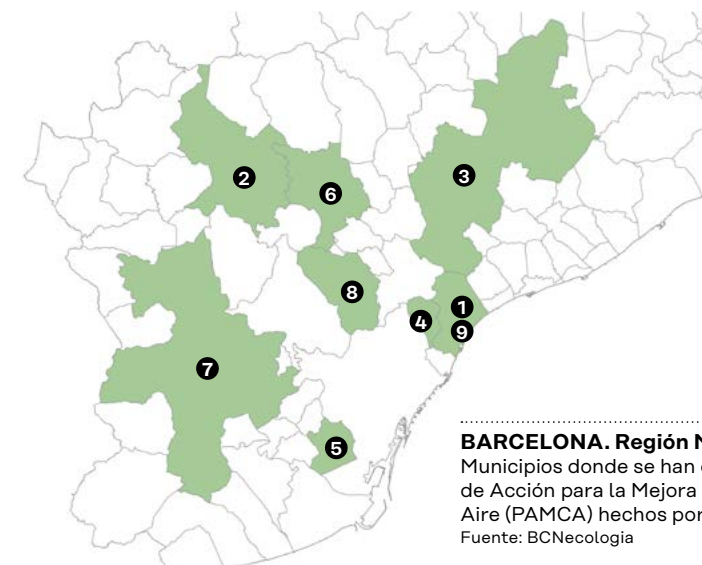 2
6
3
8
1
4
9
7
5
BARCELONA. Región
Municipios donde se han
de Acción para la Mejora
Aire (PAMCA) hechos por
Fuente: BCNecologia